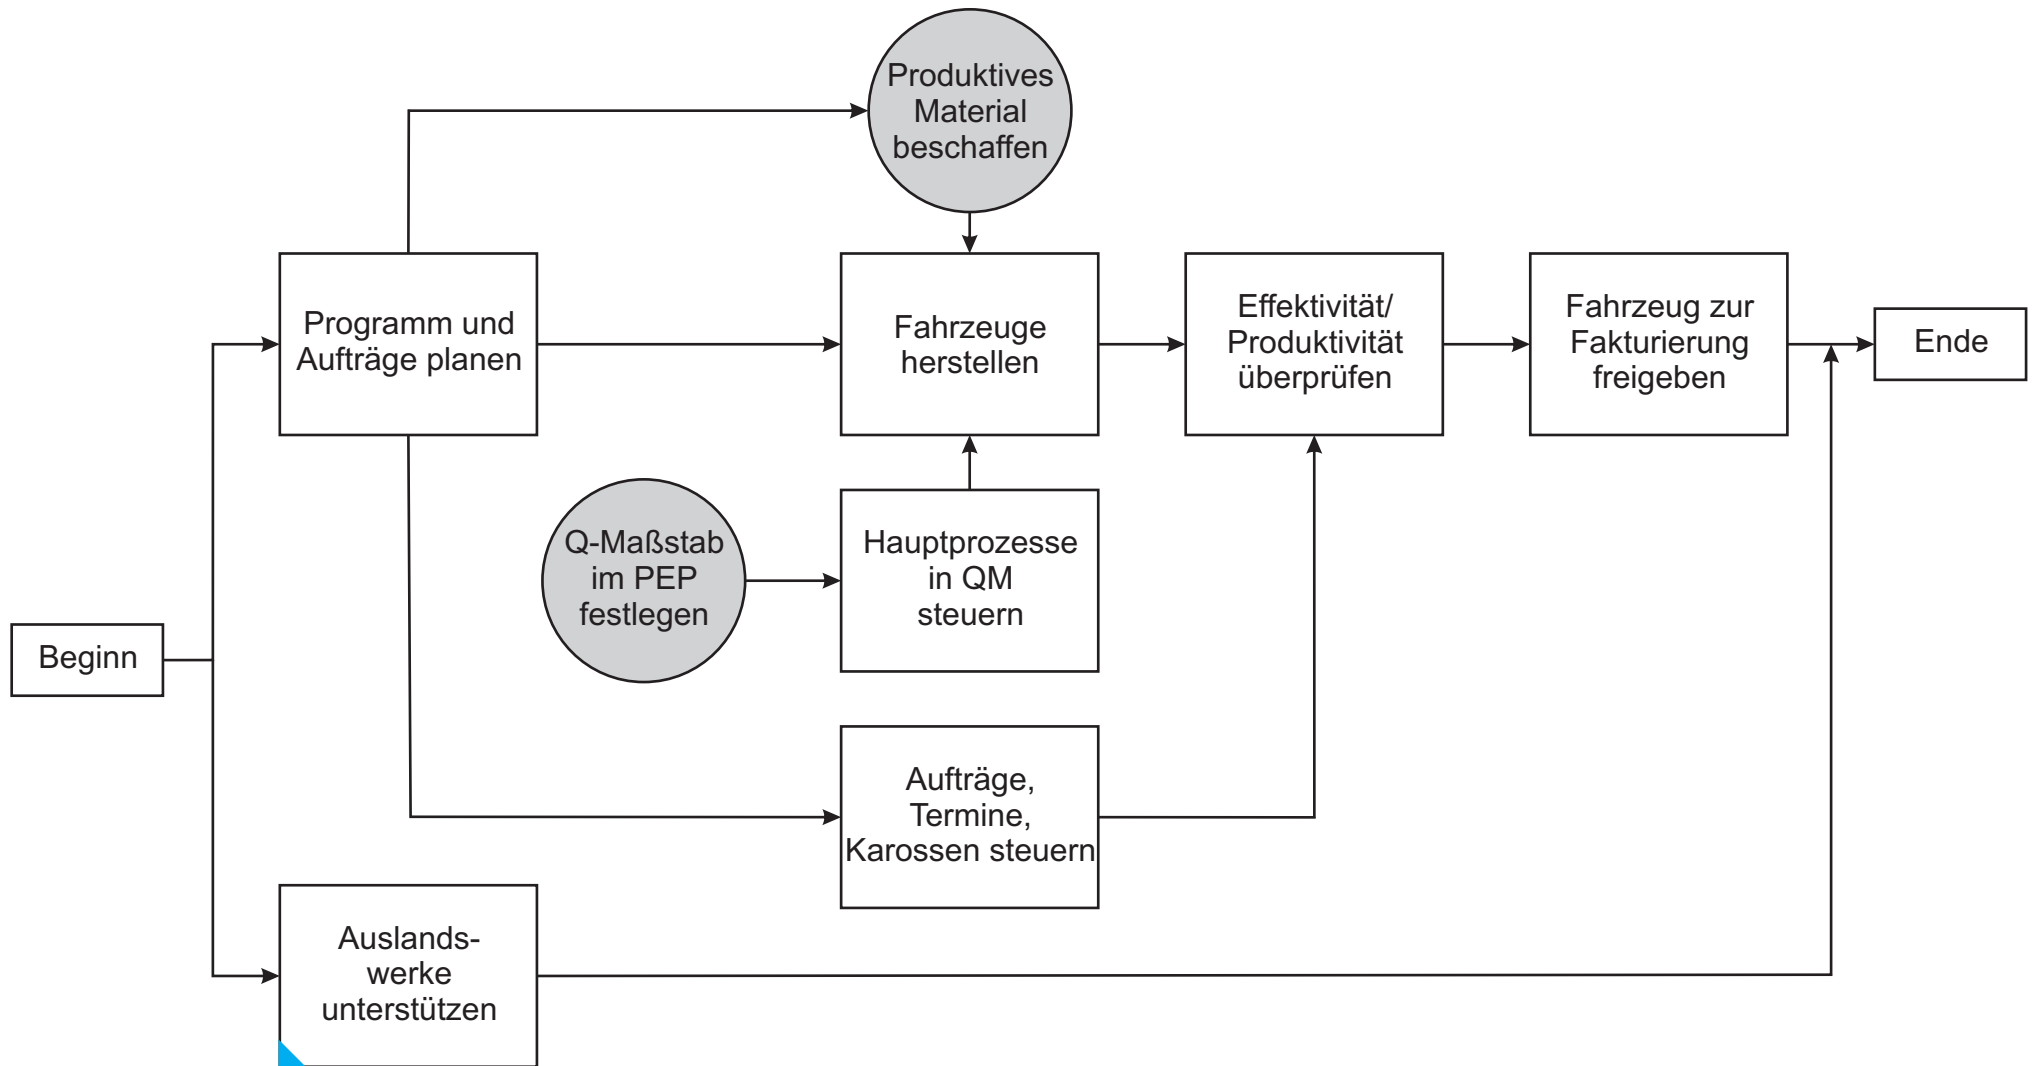 Produktives
Material
beschaffen
Programm und
Aufträge planen
Fahrzeuge
herstellen
Effektivität/
Produktivität
überprüfen
Fahrzeug zur
Fakturierung
freigeben
Ende
Q-Maßstab
im PEP
festlegen
Hauptprozesse
in QM
steuern
Beginn
Aufträge,
Termine,
Karossen steuern
Auslands-
werke
unterstützen